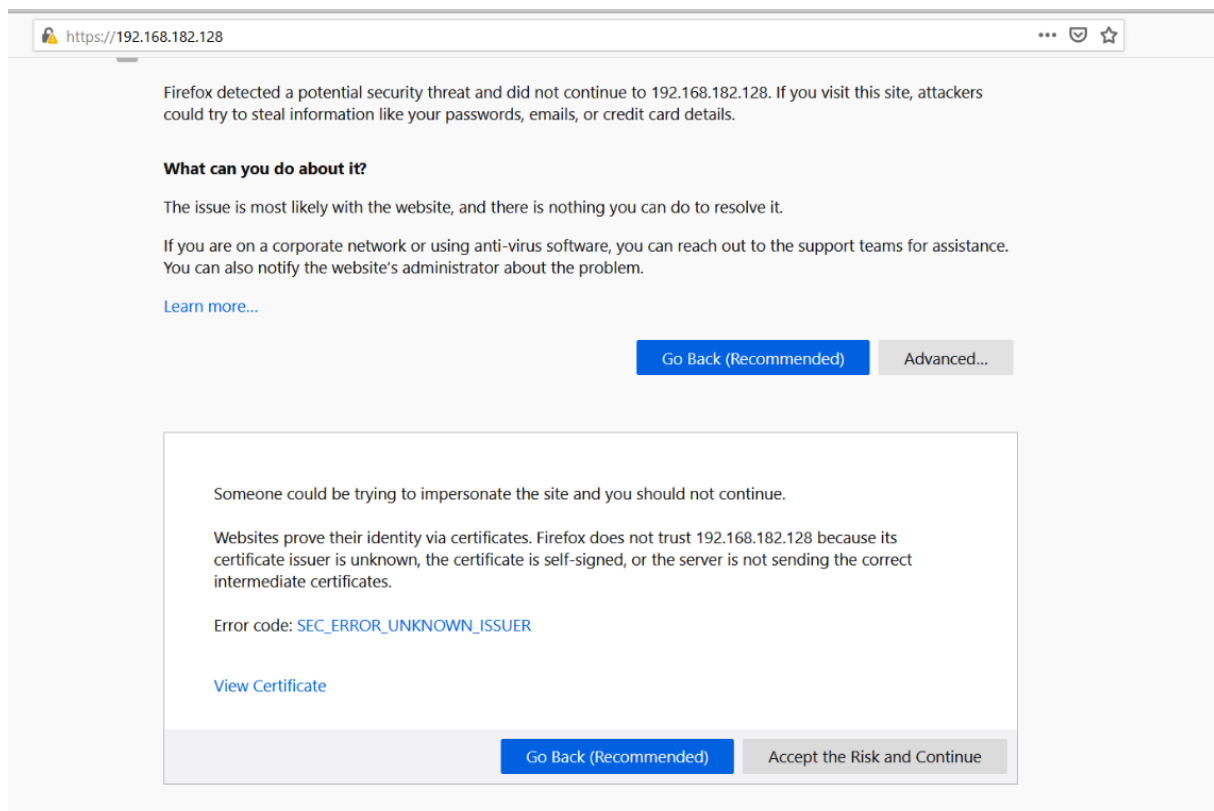 https://192.168.182.128
Firefox detected a potential security threat and did not continue to 192.168.182.128. If you visit this site, attackers
could try to steal information like your passwords, emails, or credit card details.
What can you do about it?
The issue is most likely with the website, and there is nothing you can do to resolve it.
If you are on a corporate network or using anti-virus software, you can reach out to the support teams for assistance.
You can also notify the website's administrator about the problem.
Learn more...
Go Back (Recommended)
Advanced...
Someone could be trying to impersonate the site and you should not continue.
Websites prove their identity via certificates. Firefox does not trust 192.168.182.128 because its
certificate issuer is unknown, the certificate is self-signed, or the server is not sending the correct
intermediate certificates.
Error code: SEC_ERROR_UNKNOWN_ISSUER
View Certificate
Go Back (Recommended)
Accept the Risk and Continue